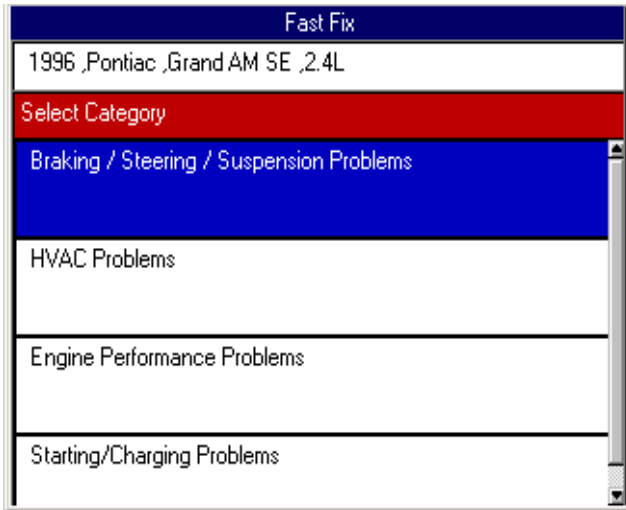 Fast Fix
1996 ,Pontiac ,Grand AM SE ,2.4L
Select Category
Braking / Steering / Suspension Problems
HVAC Problems
Engine Performance Problems
Starting/Charging Problems